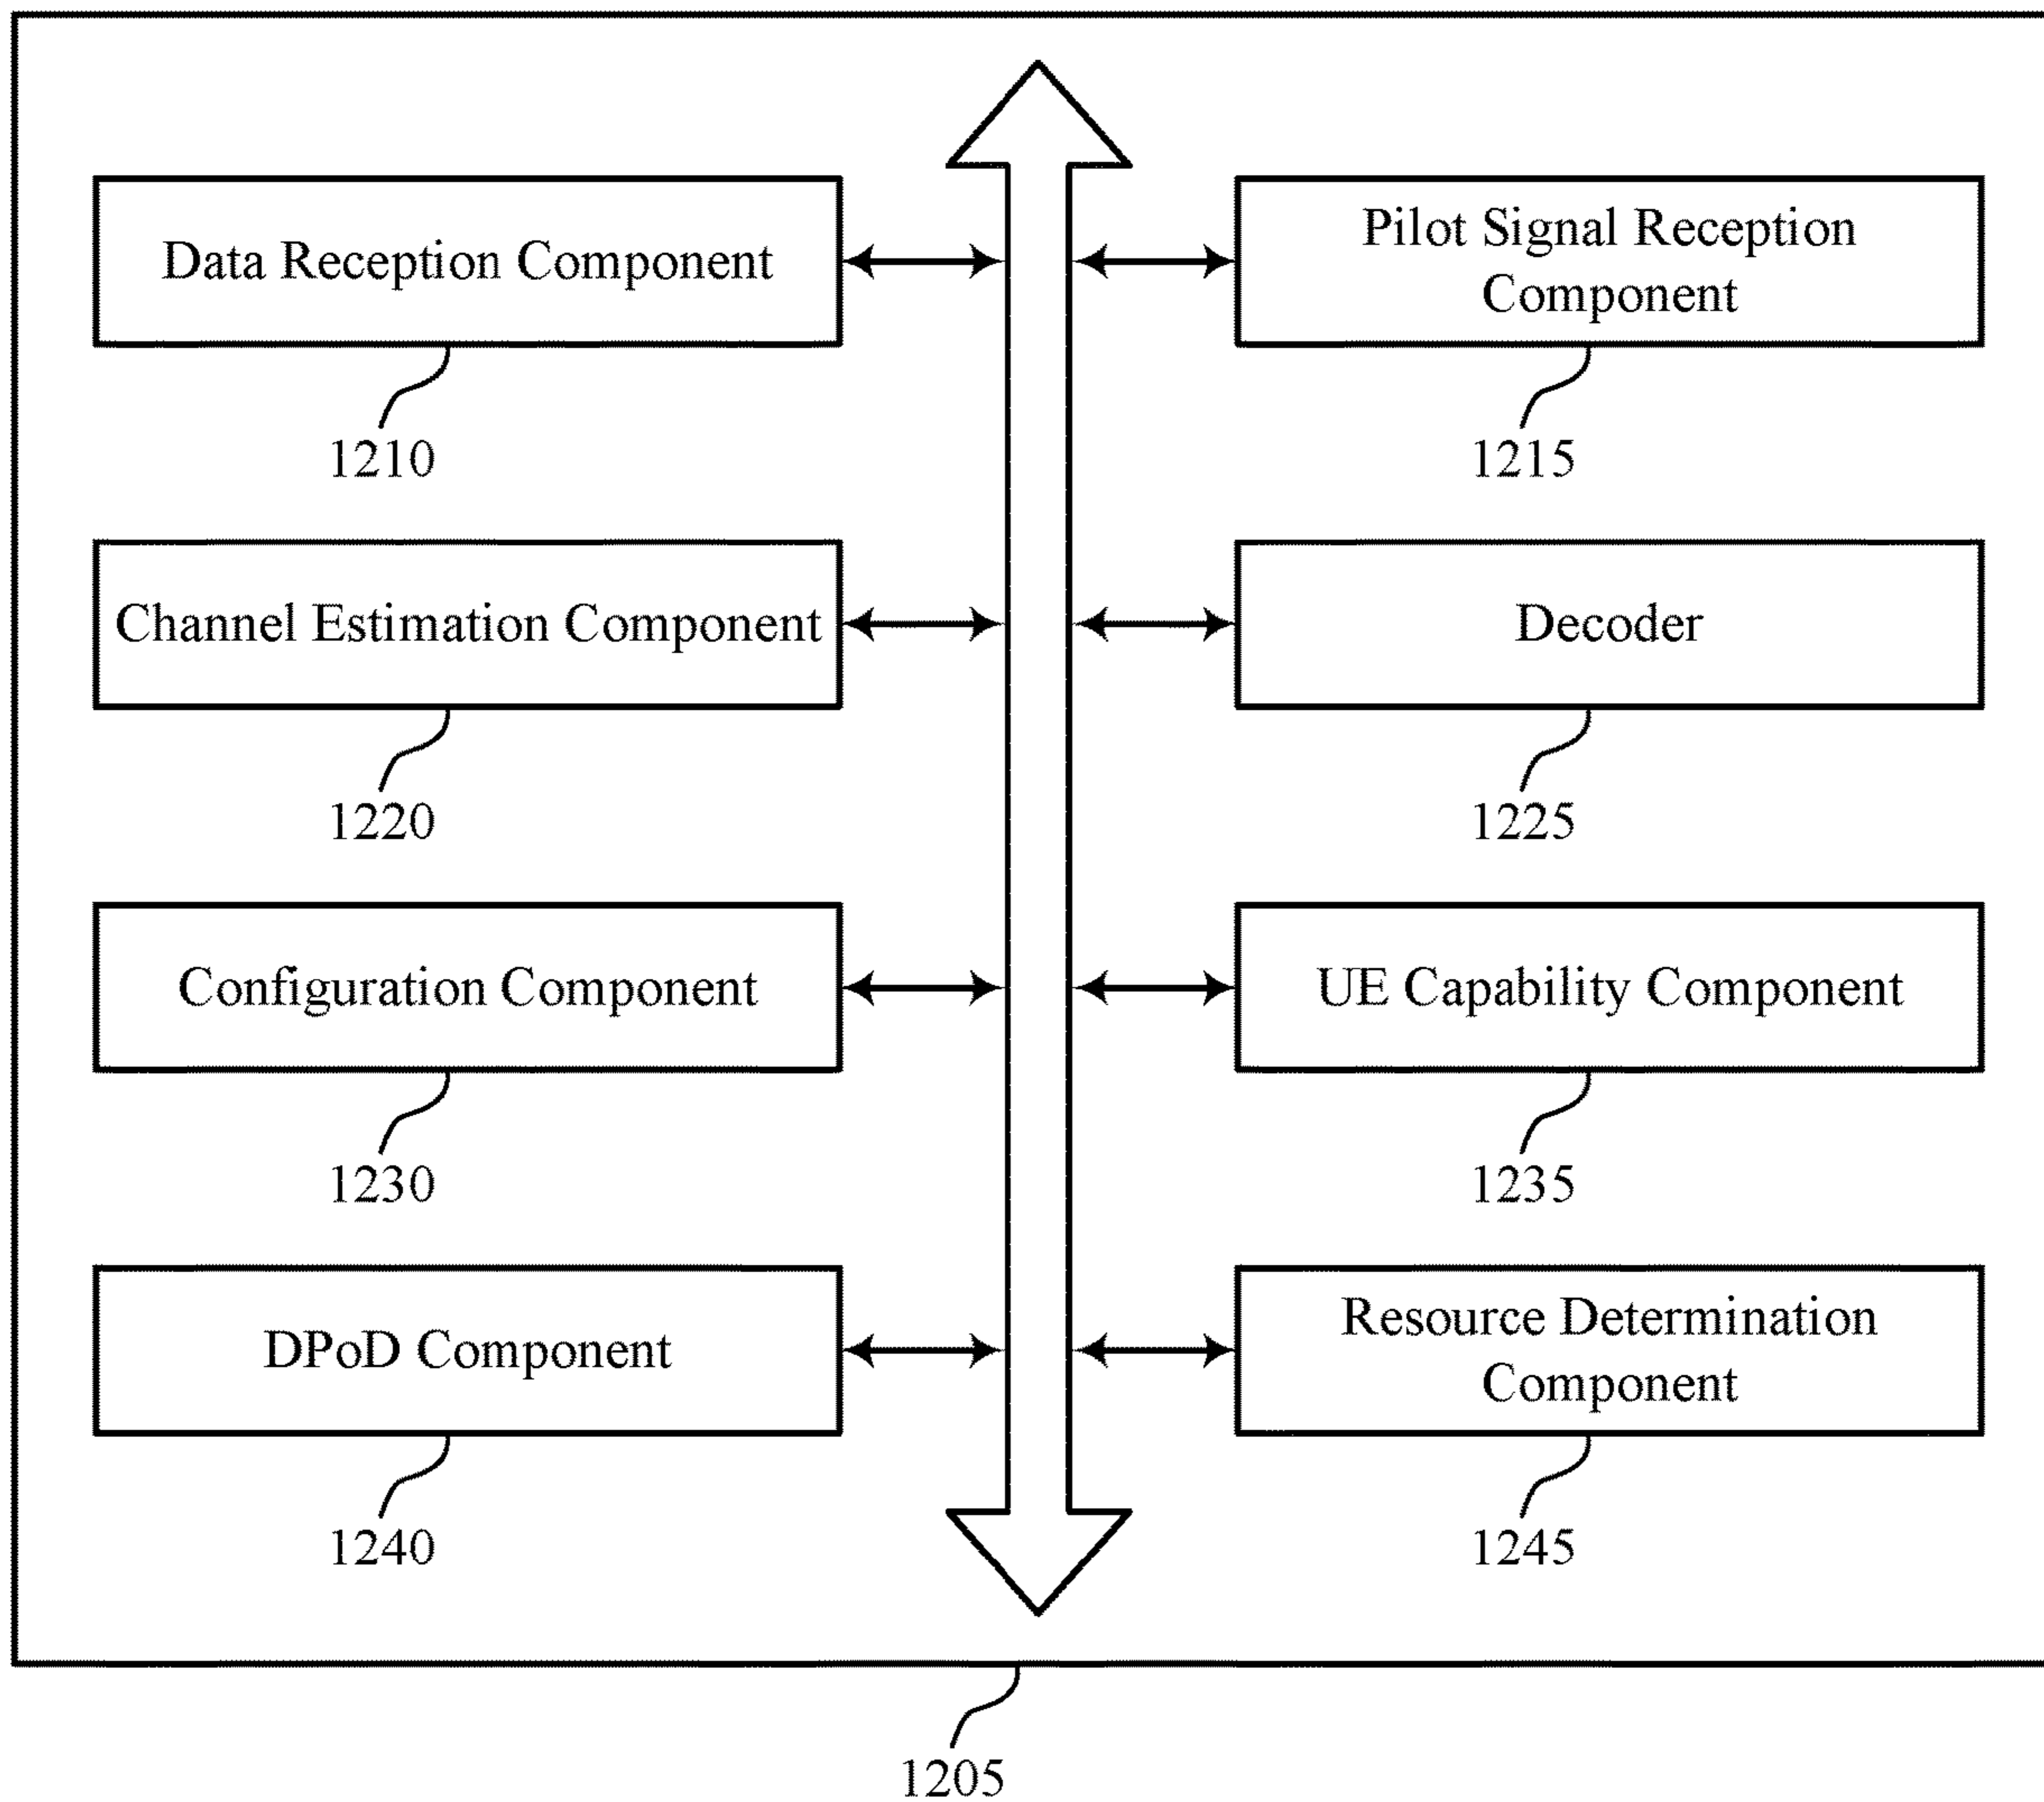 Data Reception Component
1210
Pilot Signal Reception
Component
1215
Channel Estimation Component
1220
Decoder
1225
Configuration Component
1230
UE Capability Component
1235
DPoD Component
1240
Resource Determination
Component
1245
1205